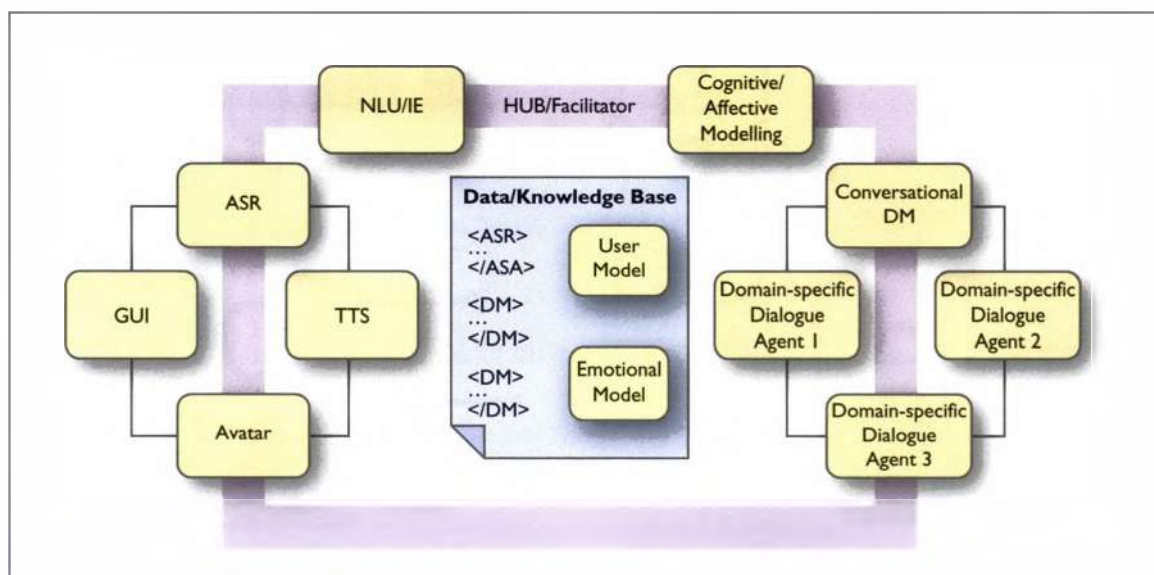 NLU/IE
HUB/Facilitator
Cognitive/
Affective
Modelling
ASR
GUI
TTS
Avatar
Data/Knowledge Base
<ASR>
...
</ASA>
<DM>
...
</DM>
<DM>
...
</DM>
User
Model
Emotional
Model
Conversational
DM
Domain-specific
Dialogue
Agent 1
Domain-specific
Dialogue
Agent 2
Domain-specific
Dialogue
Agent 3